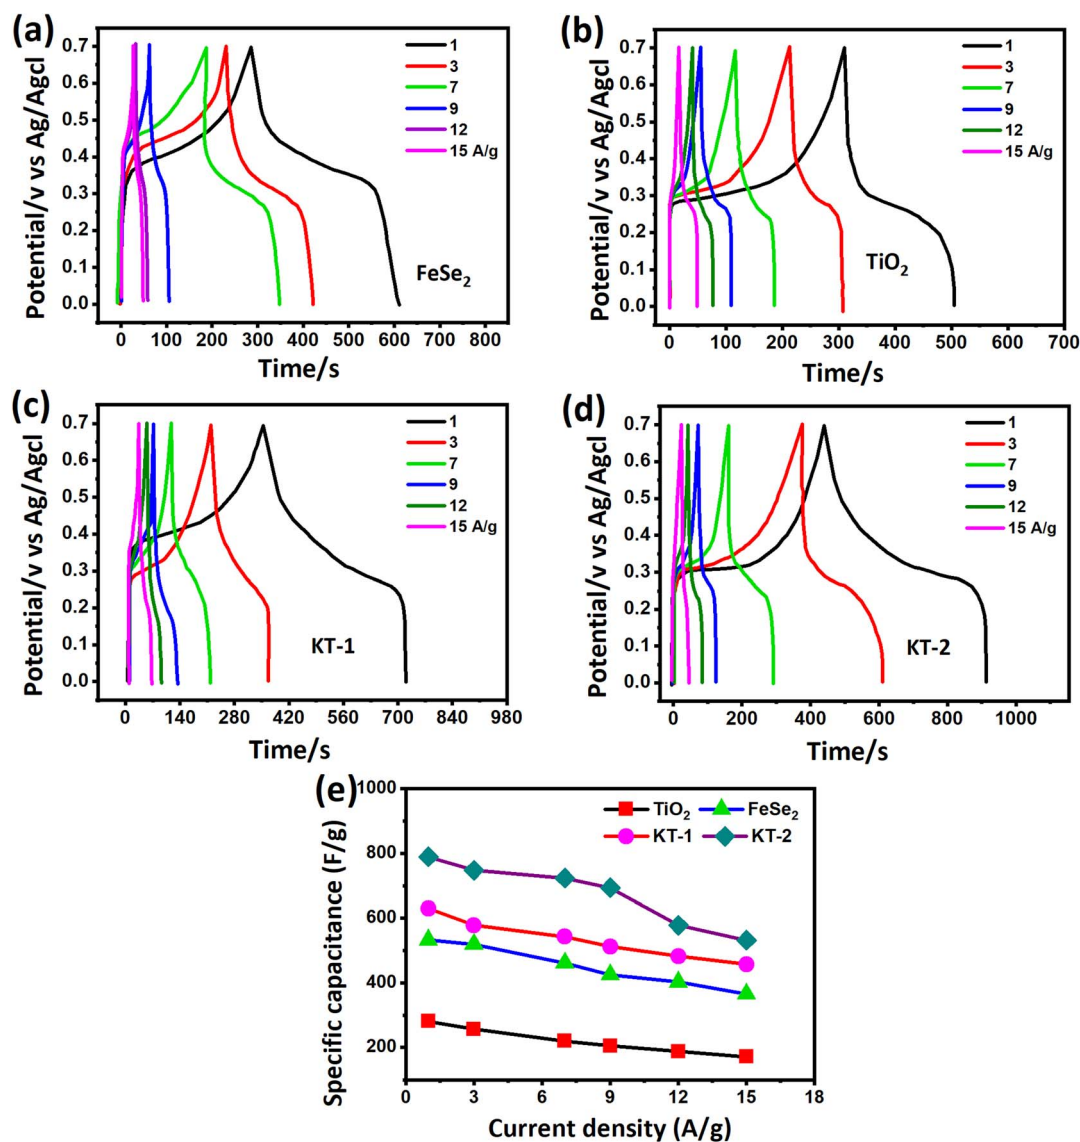 (a)
0.7
0.6
0.5
0.4
0.3
0.2
0.1
0.0
Potential/v vs Ag/Agcl
1
3
7
9
12
15 A/g
FeSe2
0 100 200 300 400 500 600 700 800
Time/s
(b)
0.7
0.6
0.5
0.4
0.3
0.2
0.1
0.0
Potential/v vs Ag/Agcl
1
3
7
6
12
15 A/g
TiO2
0 100 200 300 400 500 600 700
Time/s
(c)
0.7
0.6
0.5
0.4
0.3
0.2
0.1
0.0
Potential/v vs Ag/Agcl
1
3
7
9
12
15 A/g
KT-1
0 140 280 420 560 700 840 980
Time/s
(d)
0.7
0.6
0.5
0.4
0.3
0.2
0.1
0.0
Potential/v vs Ag/Agcl
1
3
7
9
12
15 A/g
KT-2
0 200 400 600 800 1000
Time/s
(e)
1000
800
600
400
200
Specific capacitance (F/g)
TiO2 FeSe2
KT-1 KT-2
0 3 6 9 12 15 18
Current density (A/g)